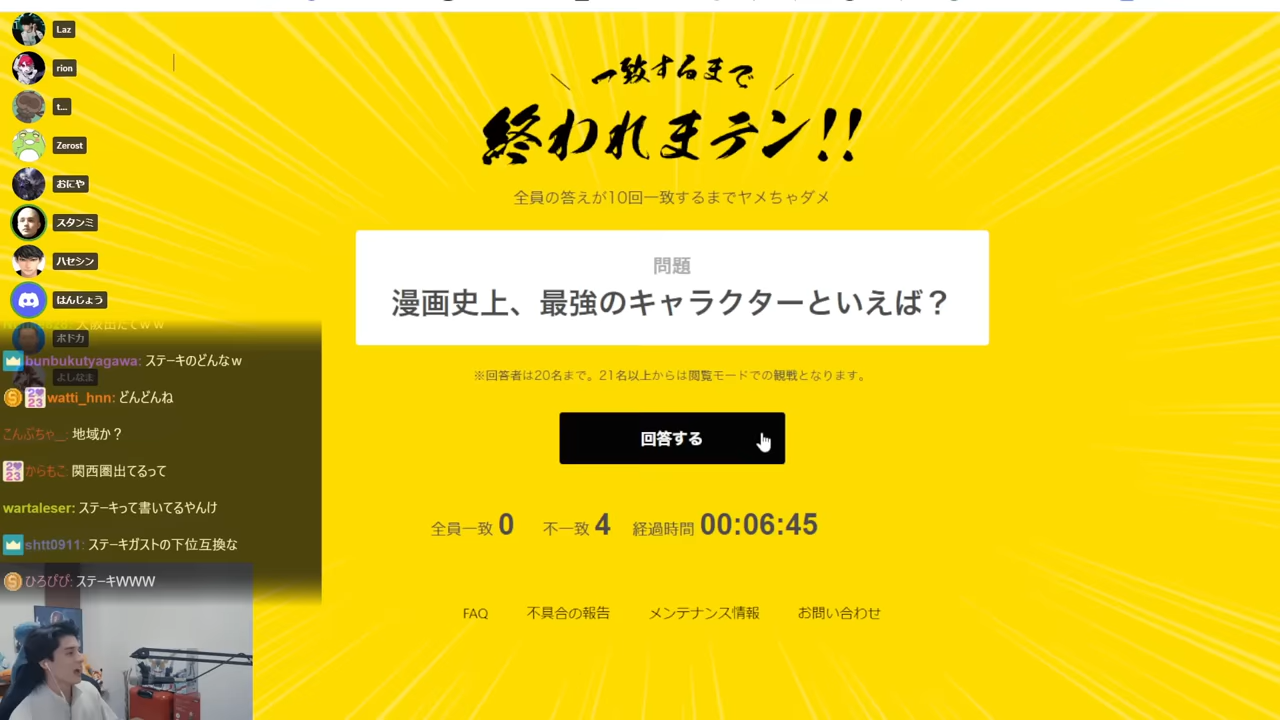 Laz
rion
t...
Zerost
おにや
スタンミ
ハセシン
はんじょう
ボドカ
よしなま
bunbukutyagawa: ステーキのどんなｗ
watti_hnn: どんどんね
こんぶちゃ__: 地域か？
からもこ: 関西圏出てるって
wartaleser: ステーキって書いてるやんけ
shtt0911: ステーキガストの下位互換な
ひろぴぴ: ステーキWWW
一致するまで
終われまテン!!
全員の答えが10回一致するまでヤメちゃダメ
問題
漫画史上、最強のキャラクターといえば？
※回答者は20名まで。21名以上からは閲覧モードでの観戦となります。
回答する
全員一致 0 不一致 4 経過時間 00:06:45
FAQ 不具合の報告 メンテナンス情報 お問い合わせ